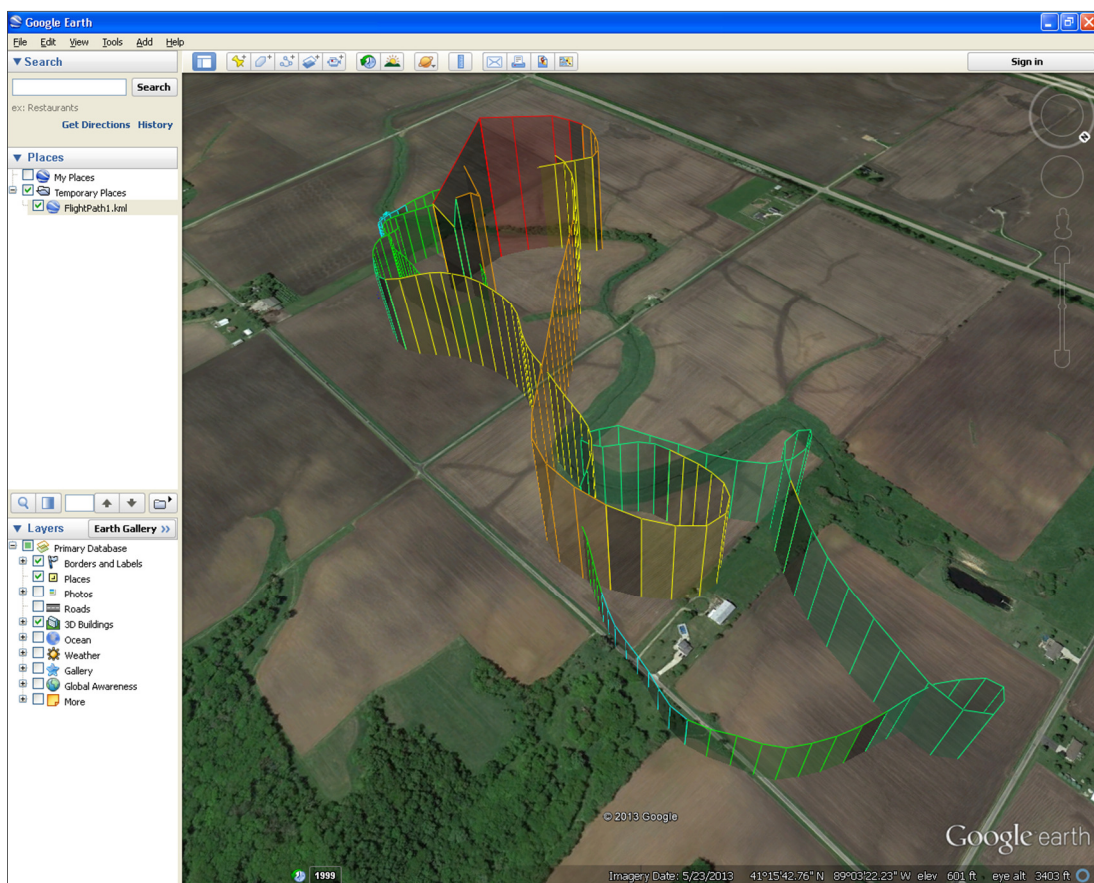 Google Earth
File Edit View Tools Add Help
Search
Sign in
Search
ex: Restaurants
Get Directions History
Places
My Places
Temporary Places
FlightPath1.kml
Layers
Earth Gallery >>
Primary Database
Borders and Labels
Places
Photos
Roads
3D Buildings
Ocean
Weather
Gallery
Global Awareness
More
© 2013 Google
Google earth
1999
Imagery Date: 5/23/2013 41°15'42.76" N 89°03'22.23" W elev 601 ft eye alt 3403 ft